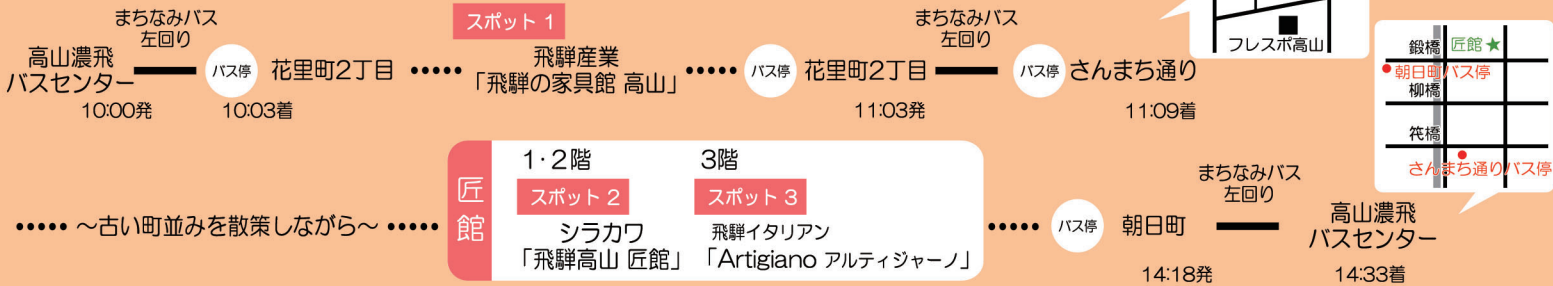 まちなみバス
左回り
高山濃飛
バスセンター
10:00発
バス停
花里町2丁目
10:03着
スポット 1
飛騨産業
「飛騨の家具館 高山」
バス停
花里町2丁目
11:03発
まちなみバス
左回り
バス停
さんまち通り
11:09着
フレスポ高山
鍛橋
匠館★
朝日町バス停
柳橋
筏橋
さんまち通りバス停
••••• ～古い町並みを散策しながら～ •••••
匠館
1・2階
スポット 2
シラカワ
「飛騨高山 匠館」
3階
スポット 3
飛騨イタリアン
「Artigiano アルティジャーノ」
バス停
朝日町
14:18発
まちなみバス
左回り
高山濃飛
バスセンター
14:33着